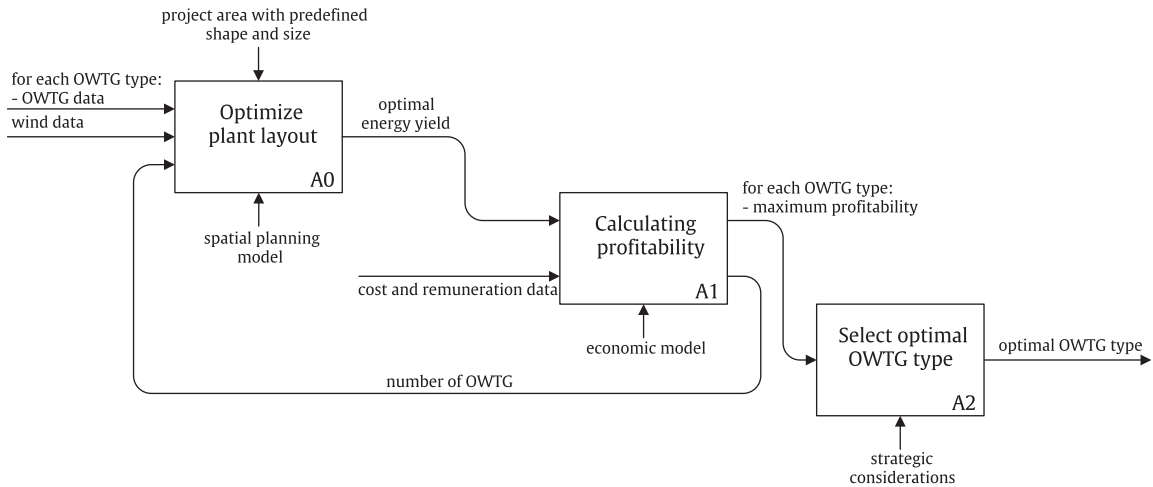 project area with predefined
shape and size
for each OWTG type:
- OWTG data
wind data
Optimize
plant layout
A0
optimal
energy yield
spatial planning
model
for each OWTG type:
- maximum profitability
Calculating
profitability
A1
cost and remuneration data
economic model
number of OWTG
Select optimal
OWTG type
A2
optimal OWTG type
strategic
considerations